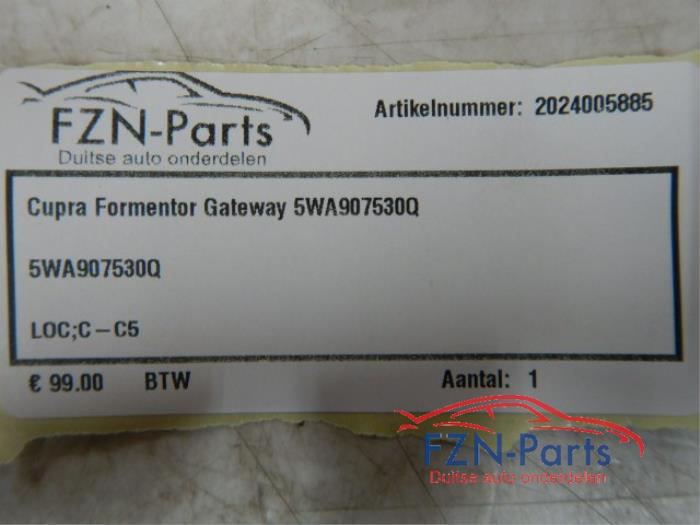 FZN-Parts
Duitse auto onderdelen
Artikelnummer: 2024005885
Cupra Formentor Gateway 5WA907530Q
5WA907530Q
LOC;C-C5
€ 99.00 BTW Aantal: 1
FZN-Parts
Duitse auto onderdelen